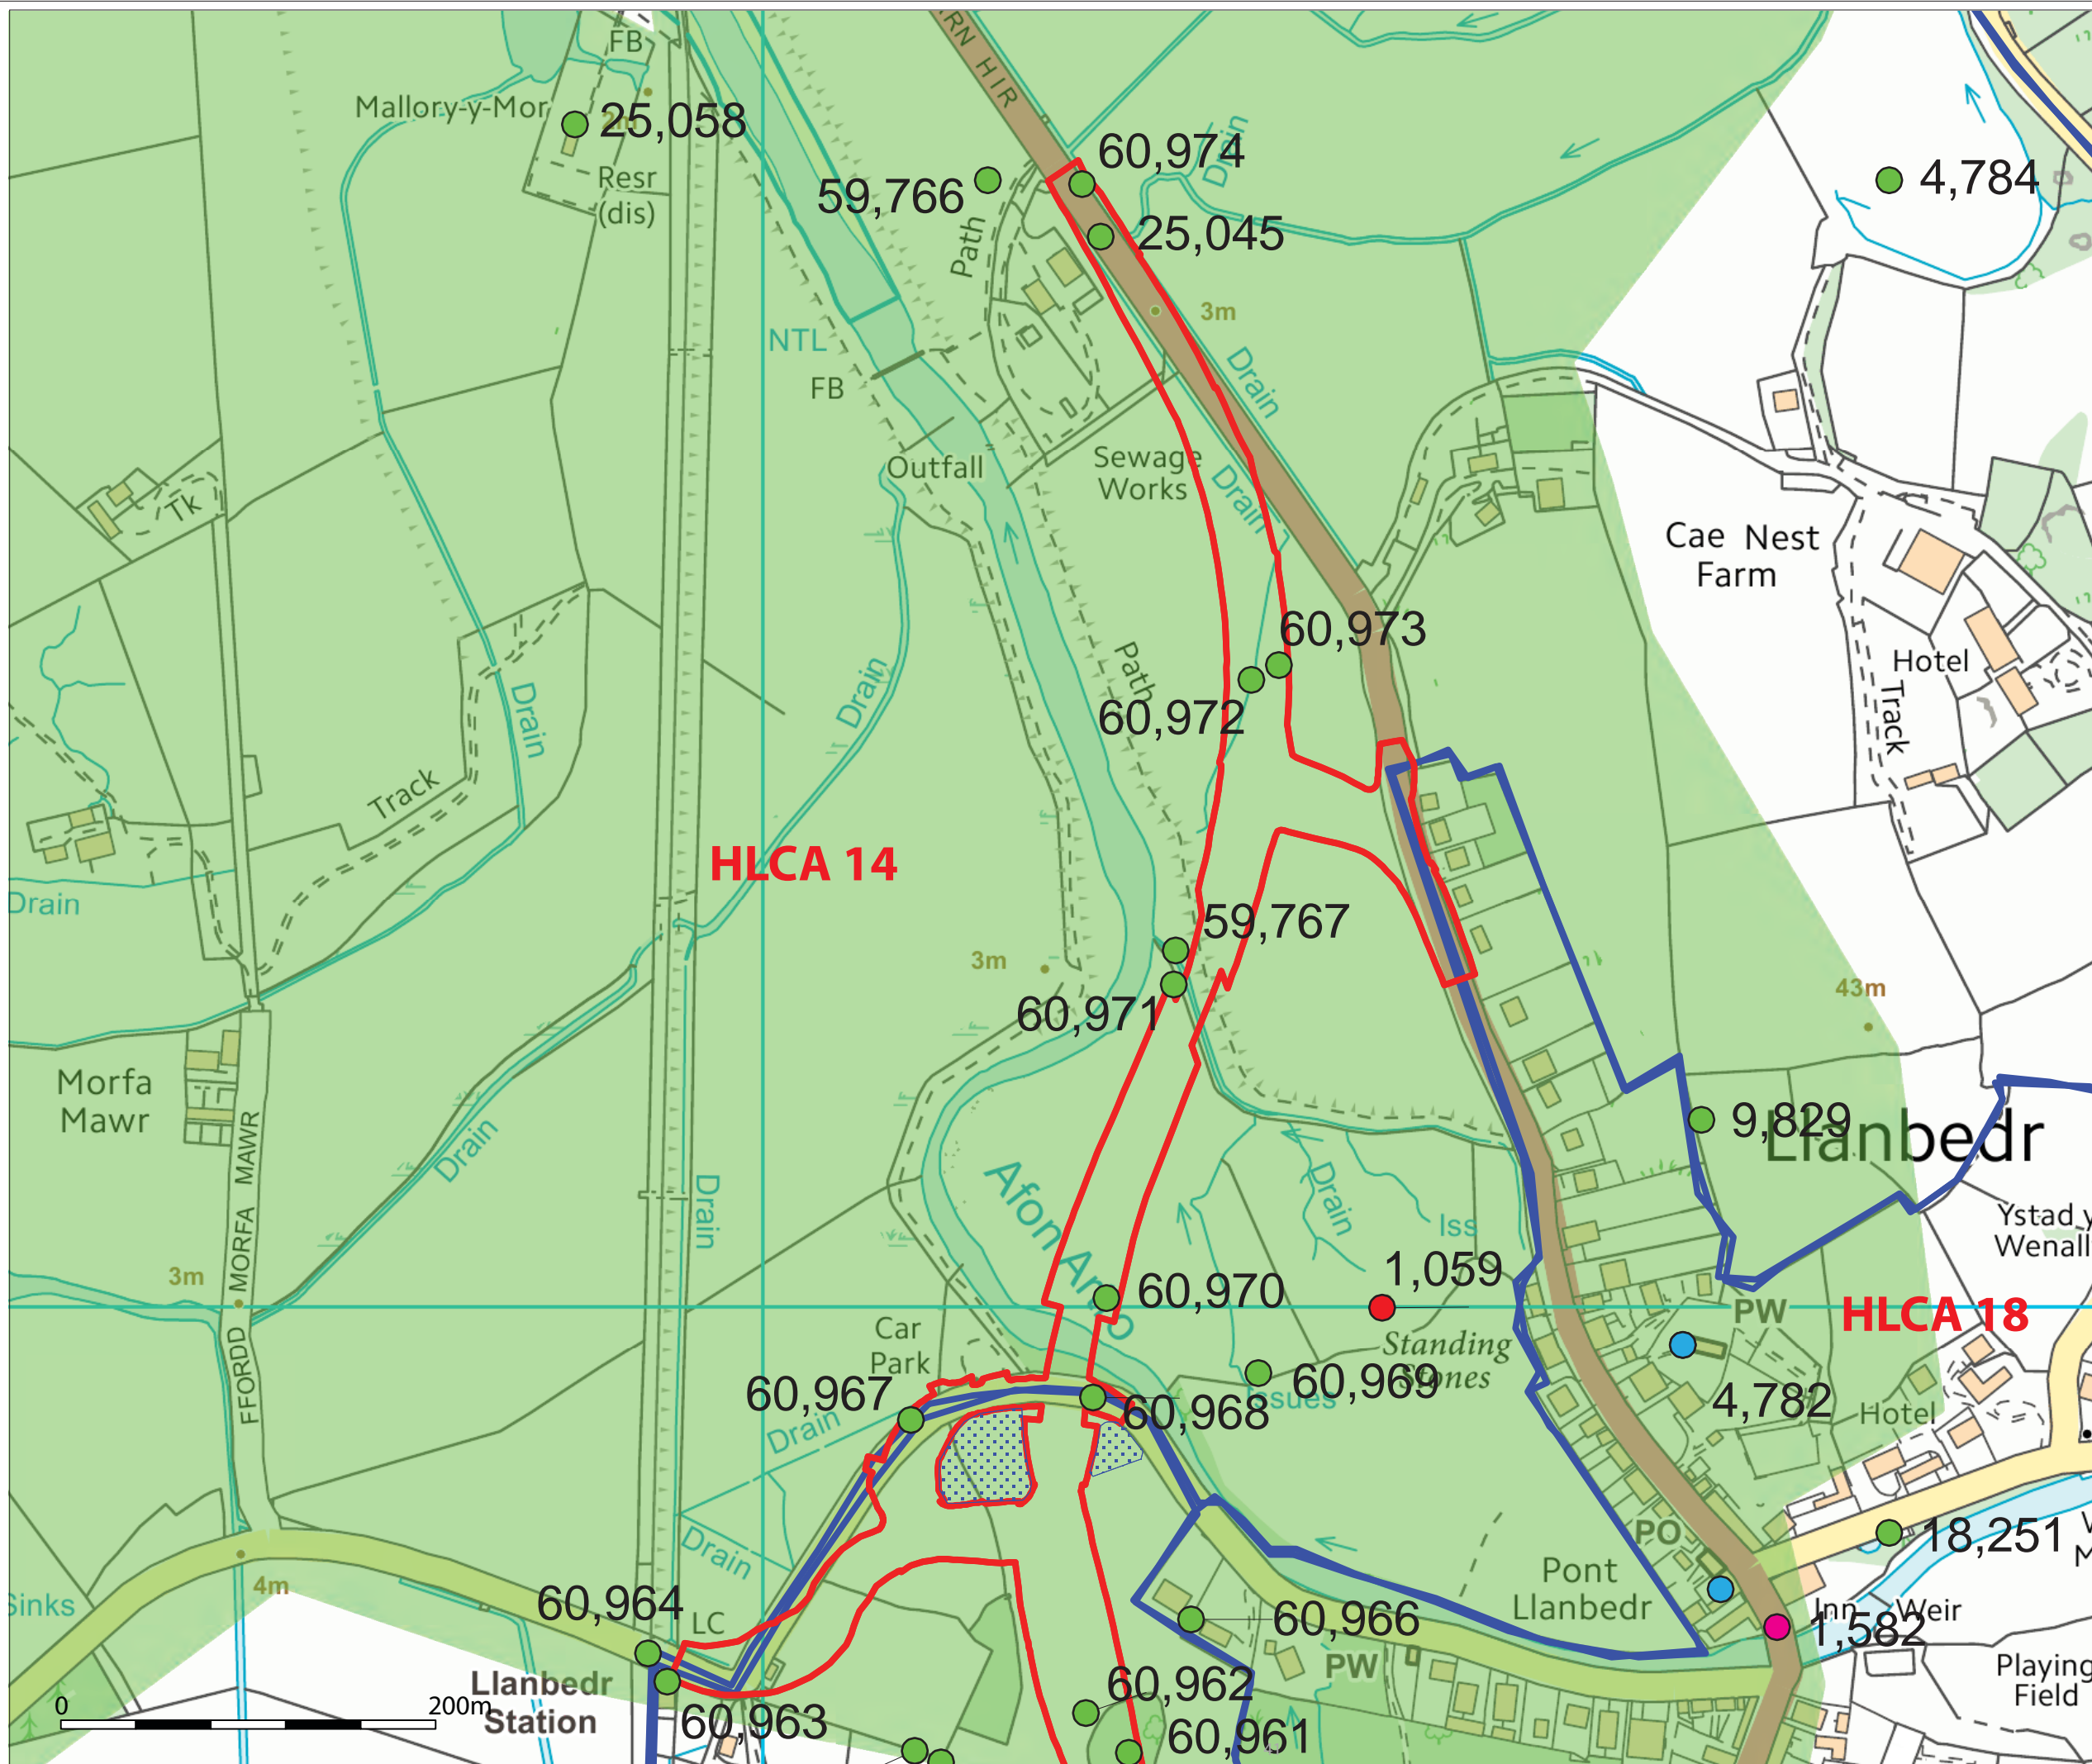 FB
RN HIR
Mallory-y-Mor
25,058
2m
Resr
(dis)
60,974
Drain
59,766
25,045
4,784
Path
3m
NTL
FB
Drain
Sewage
Works
Outfall
Drain
Tk
Cae Nest
Farm
60,973
Hotel
Drain
Drain
Path
60,972
Track
Track
HLCA 14
Drain
59,767
3m
43m
60,971
Morfa
Mawr
9,829
Llanbedr
Drain
FFORDD MORFA MAWR
Drain
Afon Artro
Drain
Iss
Ystad y
Wenall
3m
1,059
60,970
PW
HLCA 18
Car
Park
Standing
Stones
60,967
60,969
Issues
60,968
4,782
Hotel
Drain
Drain
PO
18,251
4m
Sinks
Pont
Llanbedr
60,964
LC
60,966
Inn
Weir
1,582
PW
Playing
Field
Llanbedr
Station
60,962
0
200m
60,963
60,961